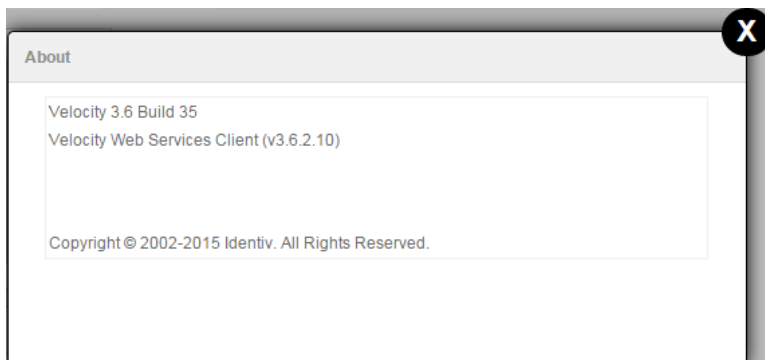 X
About
Velocity 3.6 Build 35
Velocity Web Services Client (v3.6.2.10)
Copyright © 2002-2015 Identiv. All Rights Reserved.